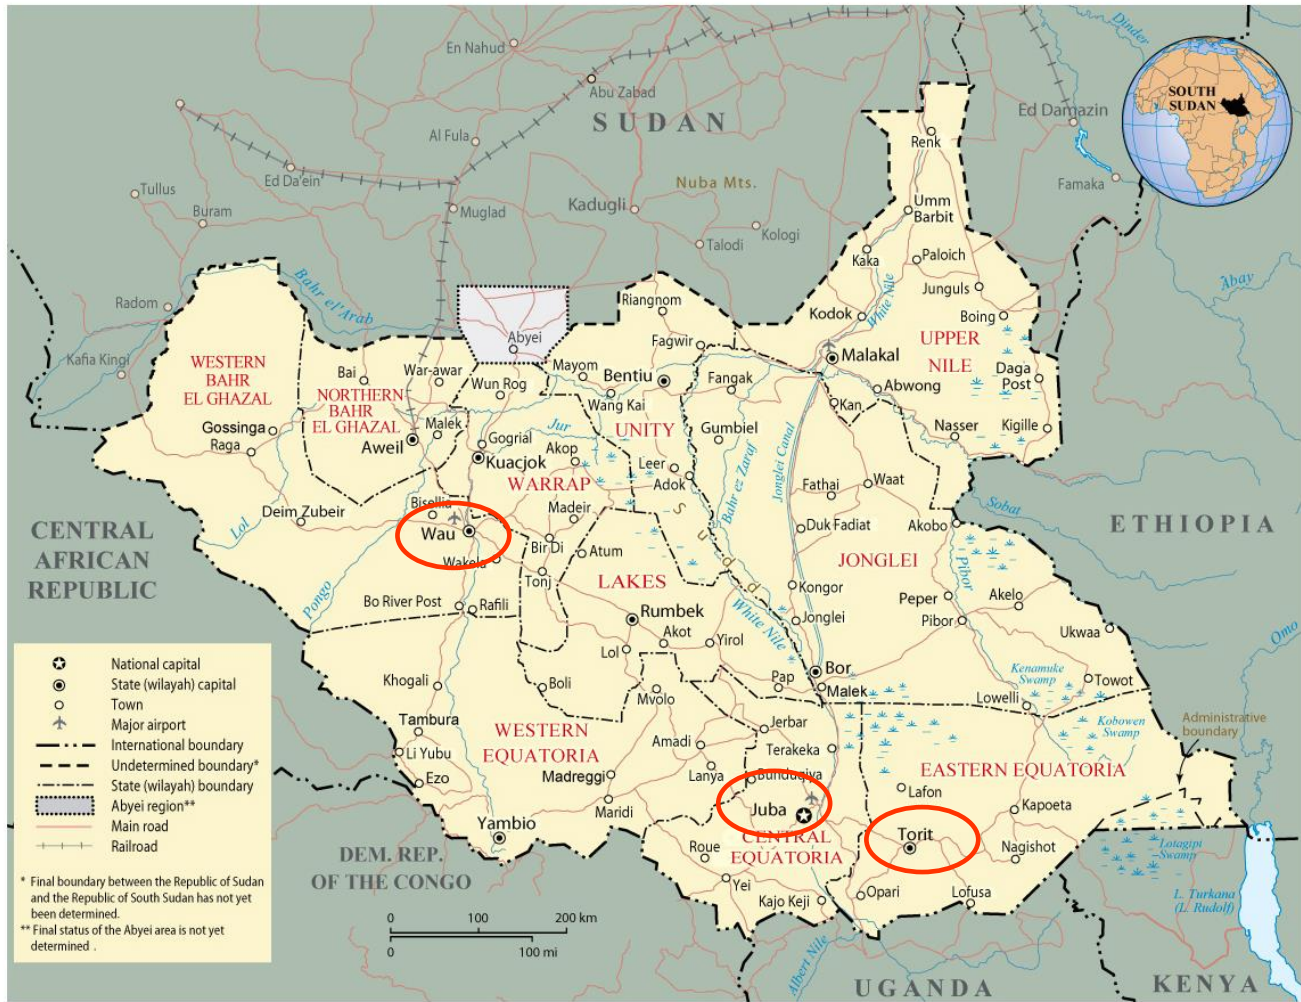 En Nahud
Dinder
Abu Zabad
SUDAN
SOUTH
SUDAN
Ed Damazin
Al Fula
Renk
Ed Da'ein
Nuba Mts.
Famaka
Tullus
Buram
Muglad
Kadugli
Umm
Barbit
Talodi
Kologi
Kaka
Paloich
Radom
Bahr el'Arab
Riangnom
Junguls
Abay
Kodok
White Nile
Boing
Kafia Kingi
Abyei
Fagwir
Malakal
UPPER
NILE
WESTERN
BAHR
EL GHAZAL
Bai
War-awar
Wun Rog
Mayom
Bentiu
Fangak
Abwong
Daga
Post
NORTHERN
BAHR
EL GHAZAL
Wang Kai
Kan
Gossinga
Raga
Malek
Aweil
Gogrial
Jur
UNITY
Gumbiel
Nasser
Kigille
Kuacjok
Akop
Leer
Adok
Bahr ez Zaraf
Jonglei Canal
Fathai
Waat
WARRAP
Deim Zubeir
Bisellia
Madeir
Sudd
Sobat
Wau
Duk Fadiat
Akobo
ETHIOPIA
CENTRAL
AFRICAN
REPUBLIC
Lol
Bir Di
Atum
Wakela
Tonj
LAKES
JONGLEI
Pibor
Pongo
Kongor
Bo River Post
Rafili
Rumbek
White Nile
Jonglei
Peper
Akelo
Pibor
Ukwaa
Omo
Akot
Yirol
Lol
National capital
State (wilayah) capital
Town
Major airport
International boundary
Undetermined boundary*
State (wilayah) boundary
Abyei region**
Main road
Railroad
* Final boundary between the Republic of Sudan
and the Republic of South Sudan has not yet
been determined.
** Final status of the Abyei area is not yet
determined .
Khogali
Boli
Mvolo
Pap
Bor
Malek
Kenamuke
Swamp
Towot
Lowelli
Tambura
WESTERN
EQUATORIA
Jerbar
Kobowen
Swamp
Administrative
boundary
Li Yubu
Amadi
Terakeka
Ezo
Madreggi
Lanya
Bunduqiya
EASTERN EQUATORIA
Lafon
Maridi
Juba
Kapoeta
Yambio
CENTRAL
EQUATORIA
Torit
DEM. REP.
OF THE CONGO
Roue
Nagishot
Lotagipi
Swamp
Yei
Kajo Keji
Opari
Lofusa
L. Turkana
(L. Rudolf)
0 100 200 km
0 100 mi
Albert Nile
UGANDA
KENYA